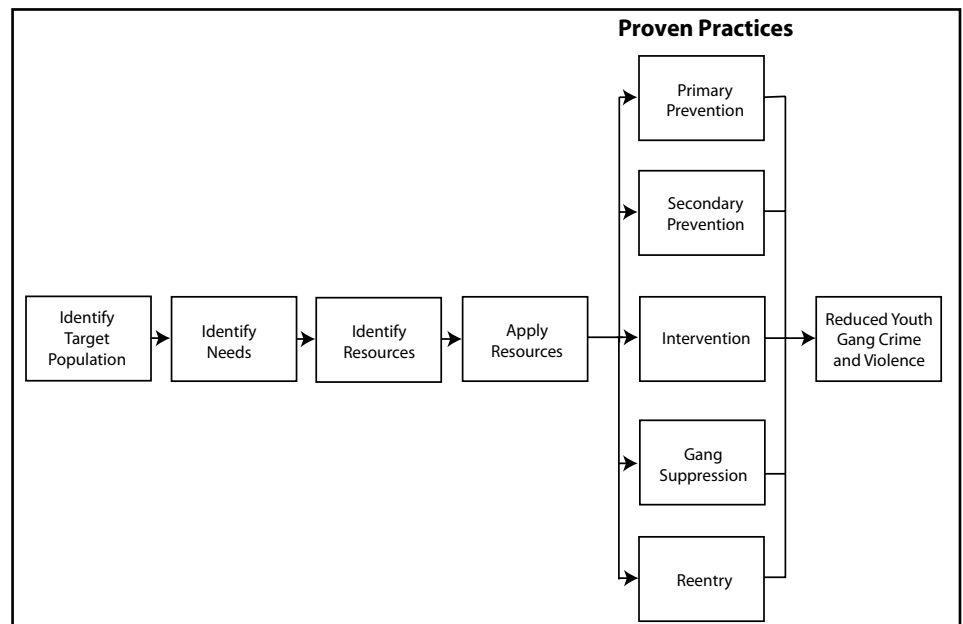 Proven Practices
Primary
Prevention
Secondary
Prevention
Identify
Target
Population
Identify
Needs
Identify
Resources
Apply
Resources
Intervention
Reduced Youth
Gang Crime
and Violence
Gang
Suppression
Reentry